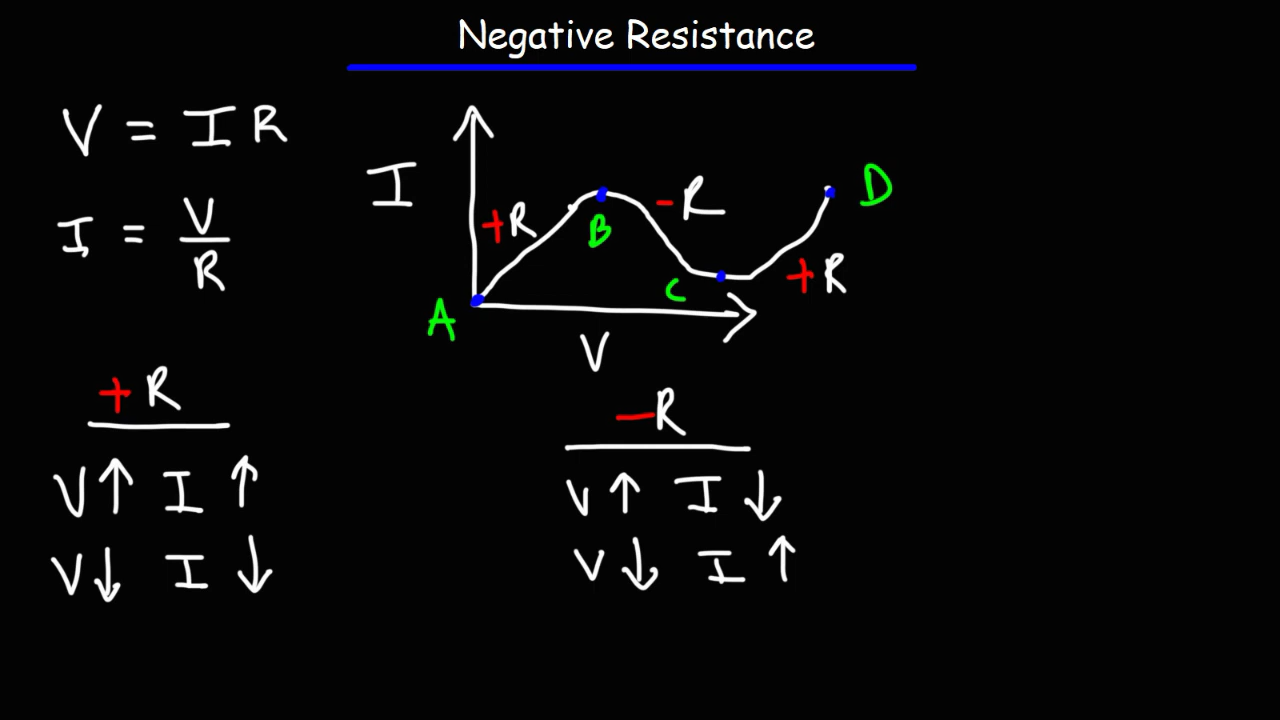 Negative Resistance
V = I R
I = V/R
I
+R
B
-R
D
+R
C
A
V
+R
V↑ I ↑
V↓ I ↓
-R
V↑ I ↓
V↓ I ↑